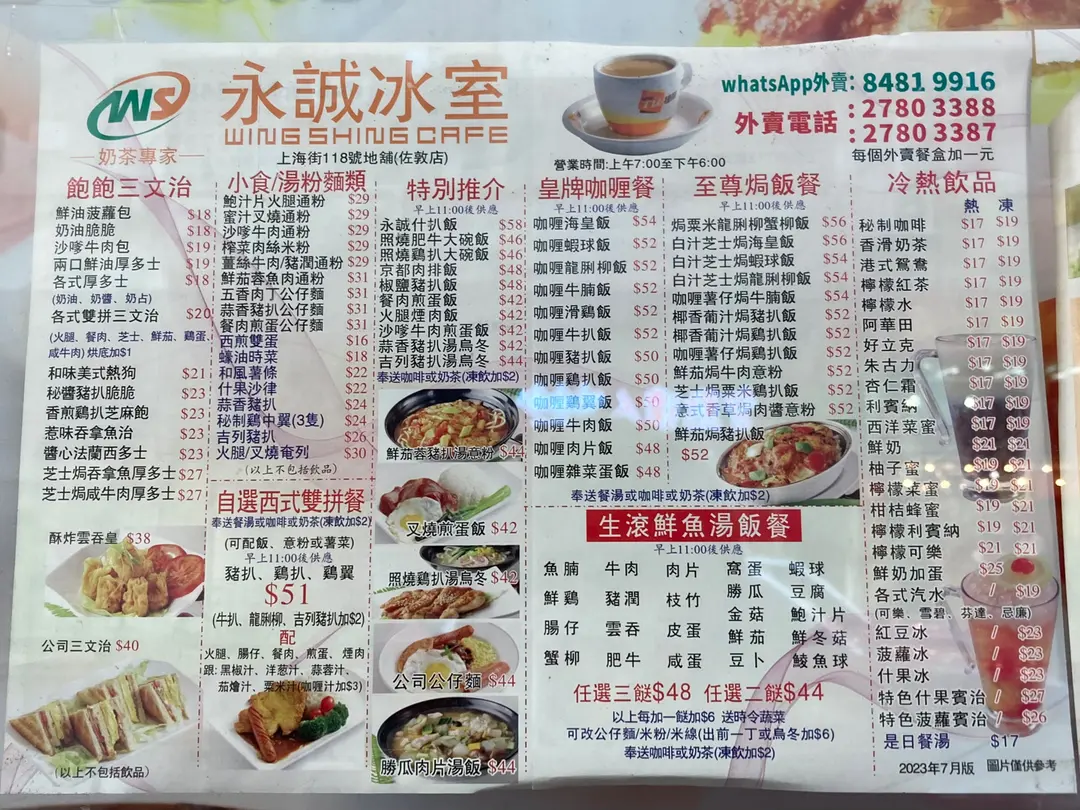 WS
奶茶專家
永誠冰室
WING SHING CAFE
上海街118號地舖(佐敦店)
營業時間:上午7:00至下午6:00
whatsApp外賣: 8481 9916
外賣電話
: 2780 3388
: 2780 3387
每個外賣餐盒加一元
飽飽三文治
鮮油菠蘿包 $18
奶油脆脆 $18
沙嗲牛肉包 $19
兩口鮮油厚多士 $19
各式厚多士 $18
(奶油、奶醬、奶占)
各式雙拼三文治 $20
(火腿、餐肉、芝士、鮮茄、鷄蛋、
咸牛肉) 烘底加$1
和味美式熱狗 $21
秘醬豬扒脆脆 $23
香煎鷄扒芝麻飽 $23
惹味吞拿魚治 $23
醬心法蘭西多士 $23
芝士焗吞拿魚厚多士 $27
芝士焗咸牛肉厚多士 $27
酥炸雲吞皇 $38
公司三文治 $40
(以上不包括飲品)
小食/湯粉麵類
鮑汁片火腿通粉 $29
蜜汁叉燒通粉 $29
沙嗲牛肉通粉 $29
榨菜肉絲米粉 $29
薑絲牛肉/豬潤通粉 $29
鮮茄蓉魚肉通粉 $31
五香肉丁公仔麵 $31
蒜香豬扒公仔麵 $31
餐肉煎蛋公仔麵 $31
西煎雙蛋 $16
蠔油時菜 $18
和風薯條 $22
什果沙律 $22
蒜香豬扒 $24
秘制鷄中翼(3隻) $24
吉列豬扒 $26
火腿/叉燒奄列 $30
(以上不包括飲品)
自選西式雙拼餐
奉送餐湯或咖啡或奶茶(凍飲加$2)
(可配飯、意粉或薯菜)
早上11:00後供應
豬扒、鷄扒、鷄翼
$51
(牛扒、龍脷柳、吉列豬扒加$2)
配
火腿、腸仔、餐肉、煎蛋、煙肉
跟: 黑椒汁、洋葱汁、蒜蓉汁、
茄燴汁、粟米汁(咖喱汁加$3)
特別推介
早上11:00後供應
永誠什扒飯 $58
照燒肥牛大碗飯 $46
照燒鷄扒大碗飯 $46
京都肉排飯 $48
椒鹽豬扒飯 $48
餐肉煎蛋飯 $42
火腿煙肉飯 $42
沙嗲牛肉煎蛋飯 $42
蒜香豬扒湯烏冬 $42
吉列豬扒湯烏冬 $44
奉送咖啡或奶茶(凍飲加$2)
鮮茄蓉豬扒湯意粉 $44
叉燒煎蛋飯 $42
照燒鷄扒湯烏冬 $42
公司公仔麵 $44
勝瓜肉片湯飯 $44
皇牌咖喱餐
早上11:00後供應
咖喱海皇飯 $54
咖喱蝦球飯 $52
咖喱龍脷柳飯 $52
咖喱牛腩飯 $52
咖喱滑鷄飯 $52
咖喱牛扒飯 $52
咖喱豬扒飯 $50
咖喱鷄扒飯 $50
咖喱鷄翼飯 $50
咖喱牛肉飯 $50
咖喱肉片飯 $48
咖喱雜菜蛋飯 $48
至尊焗飯餐
早上11:00後供應
焗粟米龍脷柳蟹柳飯 $56
白汁芝士焗海皇飯 $56
白汁芝士焗蝦球飯 $54
白汁芝士焗龍脷柳飯 $54
咖喱薯仔焗牛腩飯 $54
椰香葡汁焗豬扒飯 $52
椰香葡汁焗鷄扒飯 $52
咖喱薯仔焗鷄扒飯 $52
鮮茄焗牛肉意粉 $52
芝士焗粟米鷄扒飯 $52
意式香草焗肉醬意粉 $52
鮮茄焗豬扒飯
$52
奉送餐湯或咖啡或奶茶(凍飲加$2)
生滾鮮魚湯飯餐
早上11:00後供應
魚腩 牛肉 肉片 窩蛋 蝦球
鮮鷄 豬潤 枝竹 勝瓜 豆腐
腸仔 雲吞 皮蛋 金菇 鮑汁片
蟹柳 肥牛 咸蛋 鮮茄 鮮冬菇
豆卜 鯪魚球
任選三餸$48 任選二餸$44
以上每加一餸加$6 送時令蔬菜
可改公仔麵/米粉/米線(出前一丁或烏冬加$6)
奉送咖啡或奶茶(凍飲加$2)
冷熱飲品
熱 凍
秘制咖啡 $17 $19
香滑奶茶 $17 $19
港式鴛鴦 $17 $19
檸檬紅茶 $17 $19
檸檬水 $17 $19
阿華田 $17 $19
好立克 $17 $19
朱古力 $17 $19
杏仁霜 $17 $19
利賓納 $17 $19
西洋菜蜜 $17 $19
鮮奶 $21 $21
柚子蜜 $19 $21
檸檬菜蜜 $19 $21
柑桔蜂蜜 $19 $21
檸檬利賓納 $19 $21
檸檬可樂 $21 $21
鮮奶加蛋 $25 /
各式汽水 / $19
(可樂、雪碧、芬達、忌廉)
紅豆冰 / $23
菠蘿冰 / $23
什果冰 / $23
特色什果賓治 / $27
特色菠蘿賓治 / $26
是日餐湯 $17
2023年7月版 圖片僅供參考